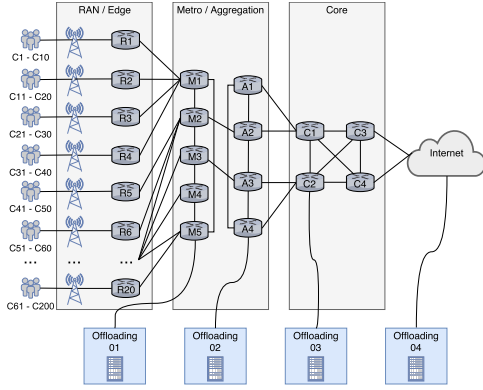 RAN / Edge
Metro / Aggregation
Core
C1 - C10
R1
C11 - C20
R2
C21 - C30
R3
C31 - C40
R4
C41 - C50
R5
C51 - C60
R6
...
...
...
C61 - C200
R20
M1
M2
M3
M4
M5
A1
A2
A3
A4
C1
C3
C2
C4
Internet
Offloading
01
Offloading
02
Offloading
03
Offloading
04